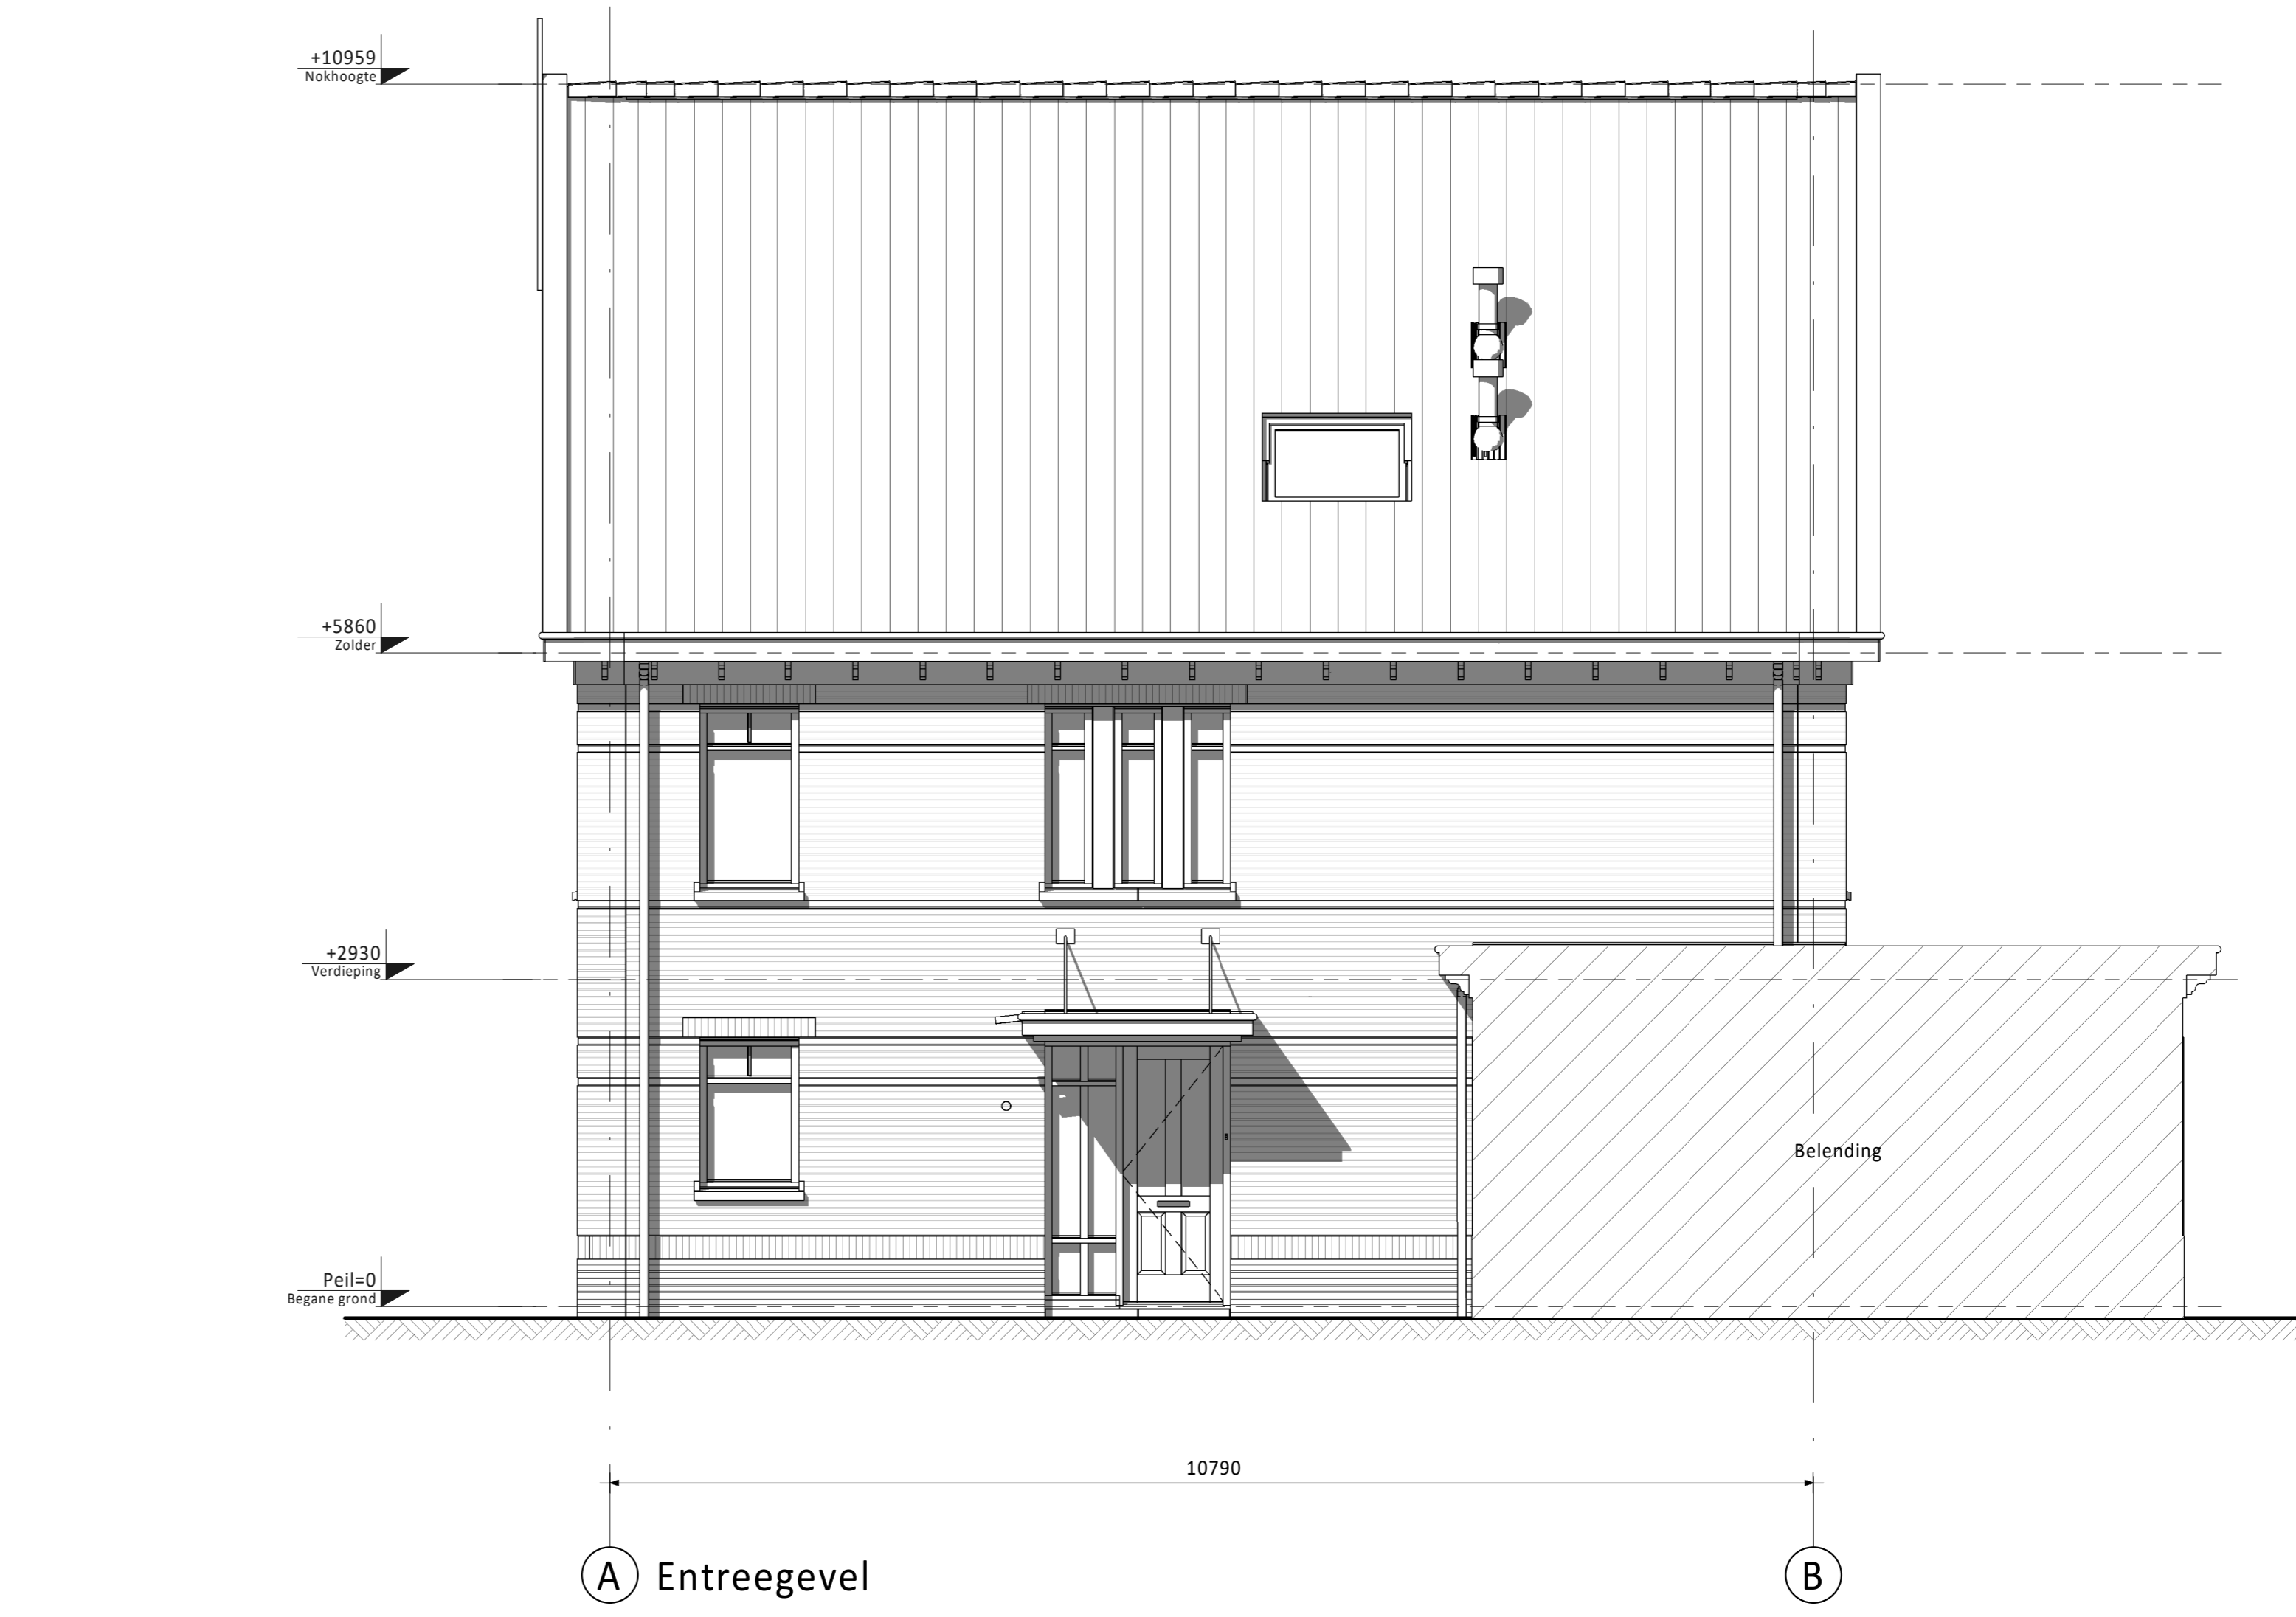 +10959
Nokhoogte
+5860
Zolder
+2930
Verdieping
Belending
Peil=0
Begane grond
10790
A Entreegevel B